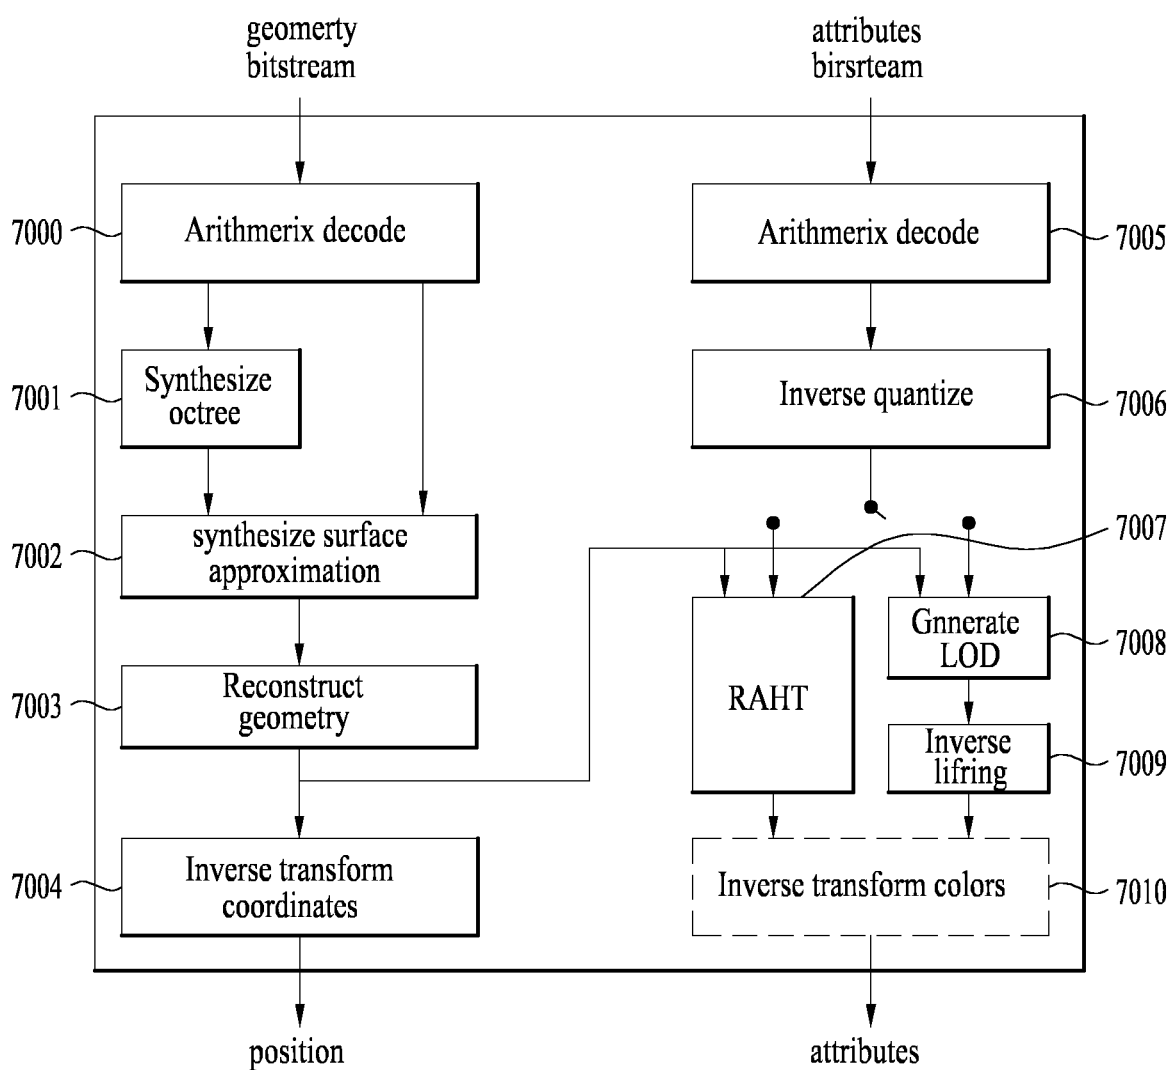 geomerty
bitstream
attributes
birsrteam
7000
Arithmerix decode
Arithmerix decode
7005
7001
Synthesize
octree
Inverse quantize
7006
7002
synthesize surface
approximation
7007
Gnnerate
LOD
7008
7003
Reconstruct
geometry
RAHT
Inverse
lifring
7009
7004
Inverse transform
coordinates
Inverse transform colors
7010
position
attributes